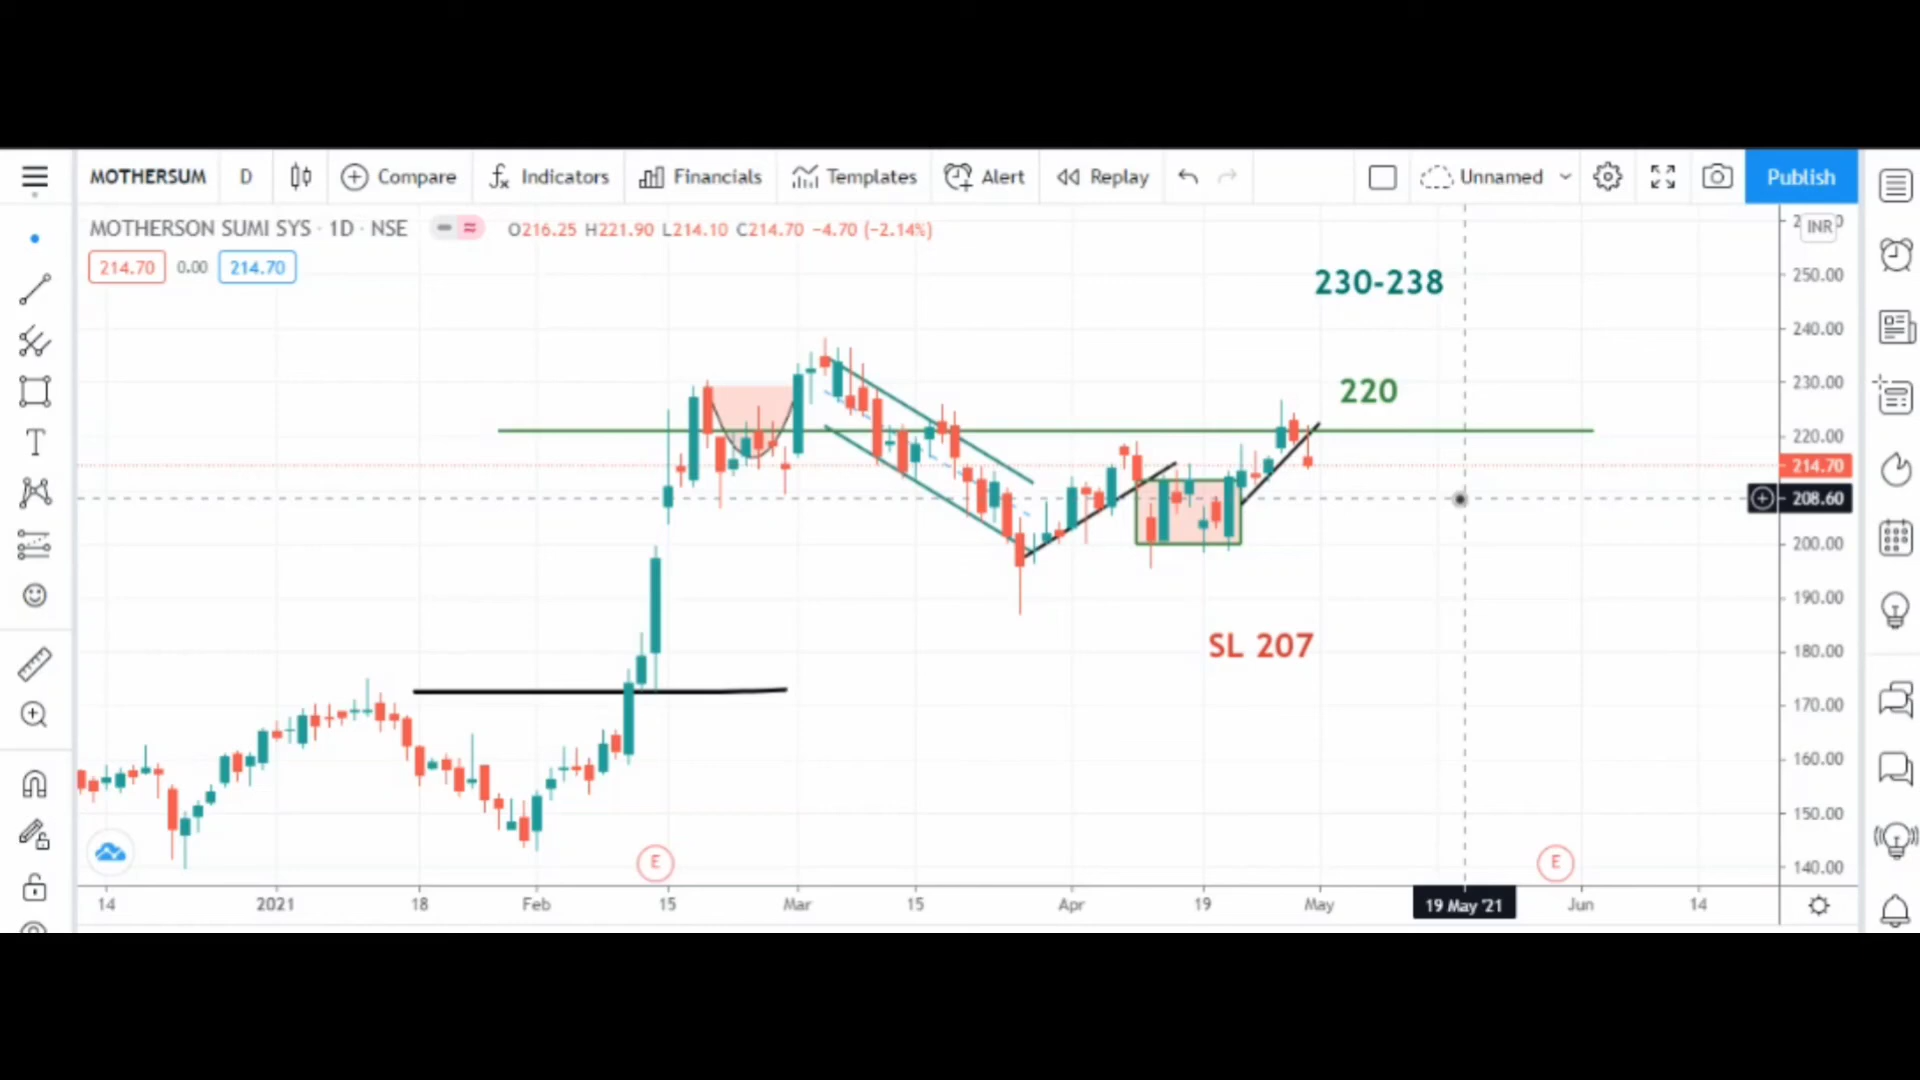 MOTHERSUM D Compare Indicators Financials Templates Alert Replay Unnamed Publish
MOTHERSON SUMI SYS · 1D · NSE O216.25 H221.90 L214.10 C214.70 −4.70 (−2.14%)
INR
214.70 0.00 214.70
230-238
250.00
240.00
230.00
220
220.00
214.70
208.60
200.00
190.00
SL 207
180.00
170.00
160.00
150.00
E E
140.00
14 2021 18 Feb 15 Mar 15 Apr 19 May 19 May '21 Jun 14